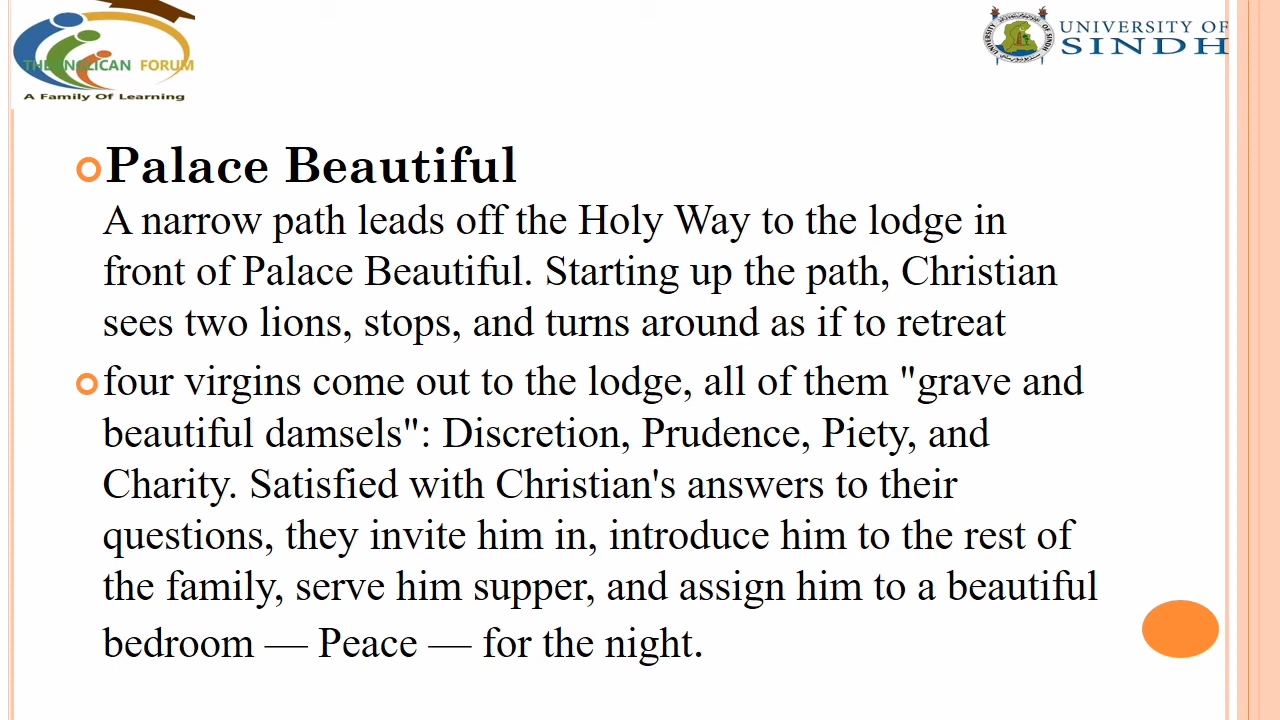 THE ANGLICAN FORUM
A Family Of Learning
UNIVERSITY OF
SINDH
Palace Beautiful
A narrow path leads off the Holy Way to the lodge in
front of Palace Beautiful. Starting up the path, Christian
sees two lions, stops, and turns around as if to retreat
four virgins come out to the lodge, all of them "grave and
beautiful damsels": Discretion, Prudence, Piety, and
Charity. Satisfied with Christian's answers to their
questions, they invite him in, introduce him to the rest of
the family, serve him supper, and assign him to a beautiful
bedroom — Peace — for the night.